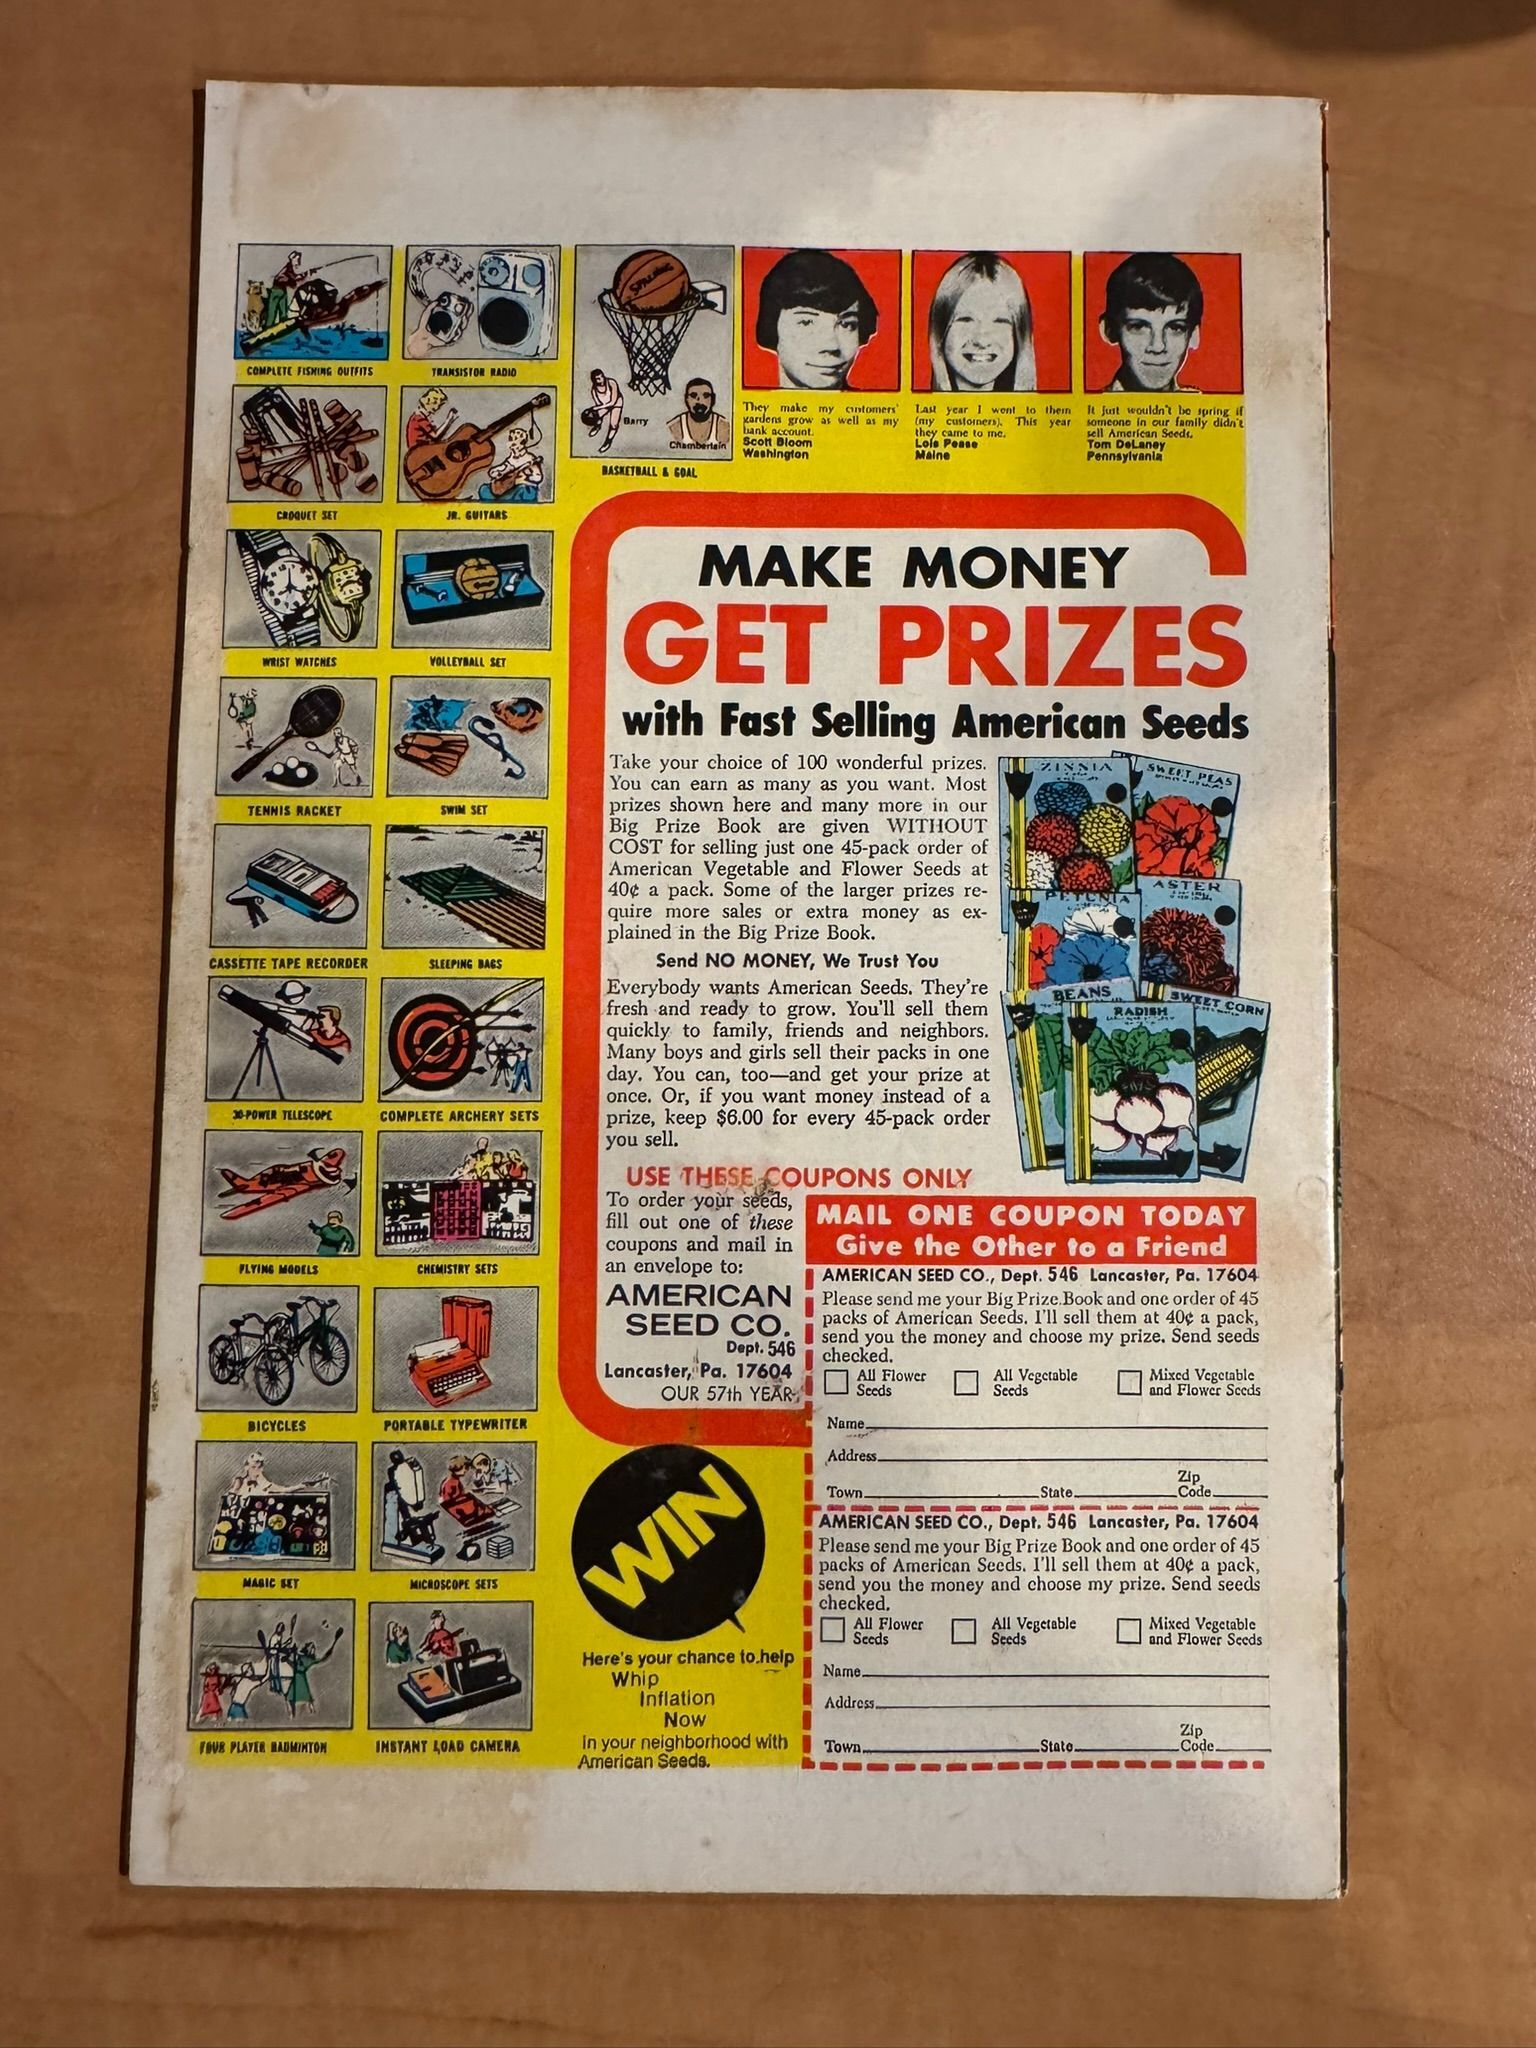 COMPLETE FISHING OUTFITS
TRANSISTOR RADIO
CROQUET SET
JR. GUITARS
WRIST WATCHES
VOLLEYBALL SET
TENNIS RACKET
SWIM SET
CASSETTE TAPE RECORDER
SLEEPING BAGS
30-POWER TELESCOPE
COMPLETE ARCHERY SETS
FLYING MODELS
CHEMISTRY SETS
BICYCLES
PORTABLE TYPEWRITER
MAGIC SET
MICROSCOPE SETS
FOUR PLAYER BADMINTON
INSTANT LOAD CAMERA
SPALDING
Barry
Chamberlain
BASKETBALL & GOAL
They make my customers'
gardens grow as well as my
bank account.
Scott Bloom
Washington
Last year I went to them
(my customers). This year
they came to me.
Lois Pease
Maine
It just wouldn't be spring if
someone in our family didn't
sell American Seeds.
Tom DeLaney
Pennsylvania
MAKE MONEY
GET PRIZES
with Fast Selling American Seeds
Take your choice of 100 wonderful prizes.
You can earn as many as you want. Most
prizes shown here and many more in our
Big Prize Book are given WITHOUT
COST for selling just one 45-pack order of
American Vegetable and Flower Seeds at
40¢ a pack. Some of the larger prizes re-
quire more sales or extra money as ex-
plained in the Big Prize Book.
Send NO MONEY, We Trust You
Everybody wants American Seeds. They're
fresh and ready to grow. You'll sell them
quickly to family, friends and neighbors.
Many boys and girls sell their packs in one
day. You can, too—and get your prize at
once. Or, if you want money instead of a
prize, keep $6.00 for every 45-pack order
you sell.
ZINNIA
SWEET PEAS
PETUNIA
ASTER
BEANS
RADISH
SWEET CORN
USE THESE COUPONS ONLY
To order your seeds,
fill out one of these
coupons and mail in
an envelope to:
AMERICAN
SEED CO.
Dept. 546
Lancaster, Pa. 17604
OUR 57th YEAR
MAIL ONE COUPON TODAY
Give the Other to a Friend
AMERICAN SEED CO., Dept. 546 Lancaster, Pa. 17604
Please send me your Big Prize Book and one order of 45
packs of American Seeds. I'll sell them at 40¢ a pack,
send you the money and choose my prize. Send seeds
checked.
All Flower Seeds
All Vegetable Seeds
Mixed Vegetable and Flower Seeds
Name
Address
Town State Zip Code
AMERICAN SEED CO., Dept. 546 Lancaster, Pa. 17604
Please send me your Big Prize Book and one order of 45
packs of American Seeds. I'll sell them at 40¢ a pack,
send you the money and choose my prize. Send seeds
checked.
All Flower Seeds
All Vegetable Seeds
Mixed Vegetable and Flower Seeds
Name
Address
Town State Zip Code
WIN
Here's your chance to help
Whip
Inflation
Now
in your neighborhood with
American Seeds.